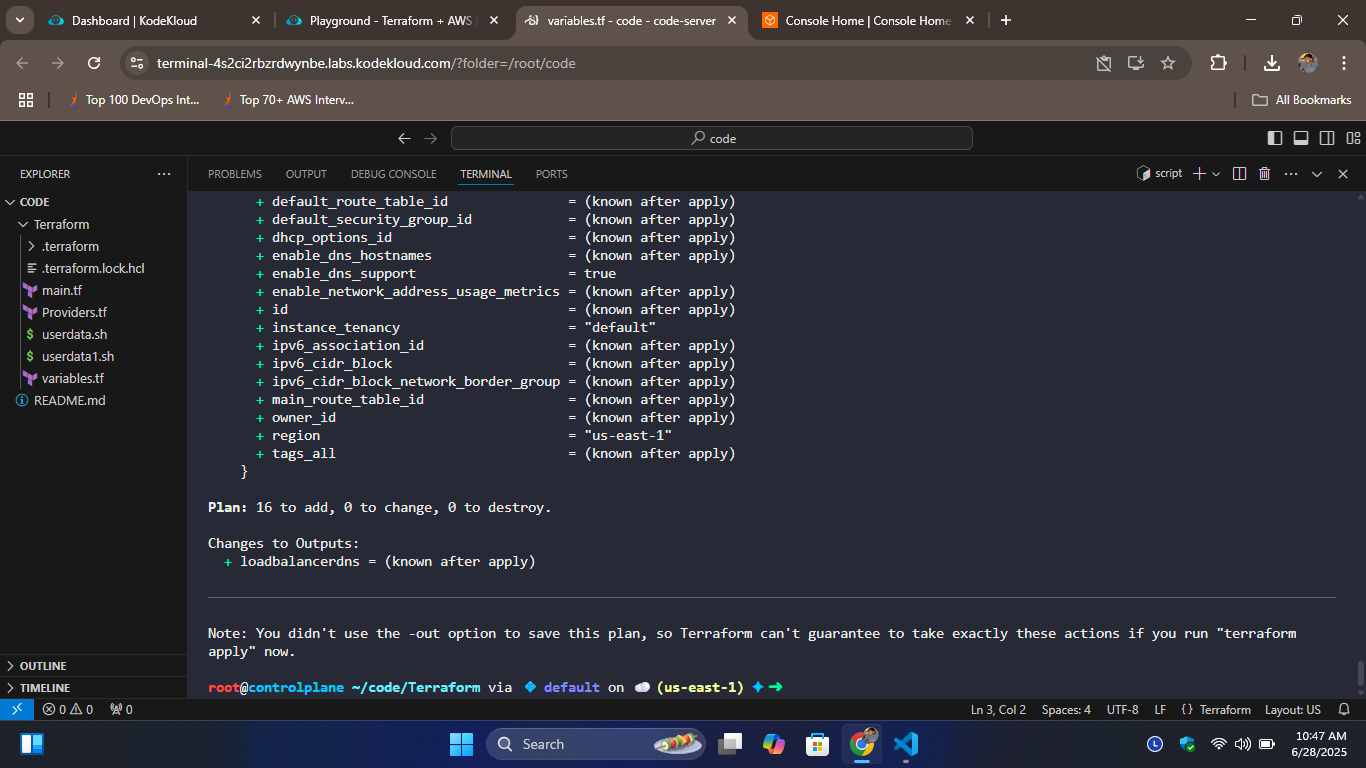 Dashboard | KodeKloud
Playground - Terraform + AWS
variables.tf - code - code-server
Console Home | Console Home
terminal-4s2ci2rbzrdwynbe.labs.kodekloud.com/?folder=/root/code
Top 100 DevOps Int...
Top 70+ AWS Interv...
All Bookmarks
code
EXPLORER
PROBLEMS OUTPUT DEBUG CONSOLE TERMINAL PORTS
script
CODE
Terraform
.terraform
.terraform.lock.hcl
main.tf
Providers.tf
$ userdata.sh
$ userdata1.sh
variables.tf
README.md
OUTLINE
TIMELINE
+ default_route_table_id = (known after apply)
+ default_security_group_id = (known after apply)
+ dhcp_options_id = (known after apply)
+ enable_dns_hostnames = (known after apply)
+ enable_dns_support = true
+ enable_network_address_usage_metrics = (known after apply)
+ id = (known after apply)
+ instance_tenancy = "default"
+ ipv6_association_id = (known after apply)
+ ipv6_cidr_block = (known after apply)
+ ipv6_cidr_block_network_border_group = (known after apply)
+ main_route_table_id = (known after apply)
+ owner_id = (known after apply)
+ region = "us-east-1"
+ tags_all = (known after apply)
}
Plan: 16 to add, 0 to change, 0 to destroy.
Changes to Outputs:
+ loadbalancerdns = (known after apply)
Note: You didn't use the -out option to save this plan, so Terraform can't guarantee to take exactly these actions if you run "terraform
apply" now.
root@controlplane ~/code/Terraform via default on (us-east-1)
0 0 0
Ln 3, Col 2 Spaces: 4 UTF-8 LF {} Terraform Layout: US
Search
L
10:47 AM
6/28/2025